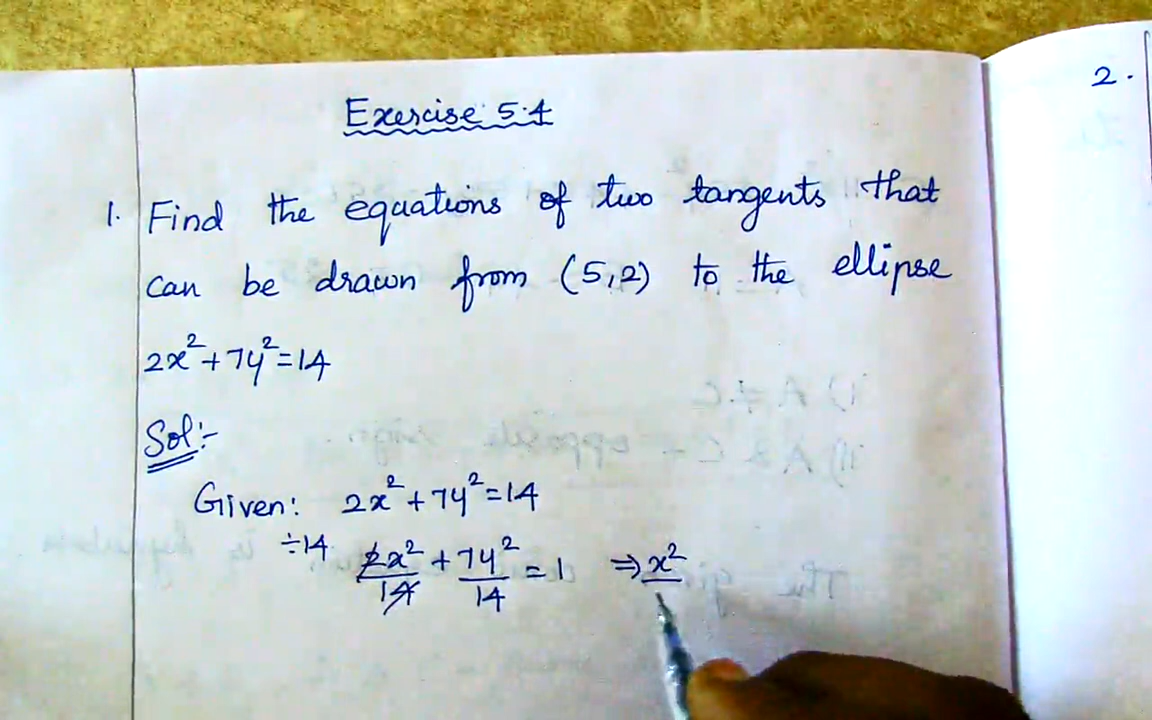 Exercise 5.4
2.
1. Find the equations of two tangents that
can be drawn from (5,2) to the ellipse
2x²+7y²=14
Sol:-
Given: 2x²+7y²=14
÷14 2x²/14 + 7y²/14 = 1 ⇒ x²